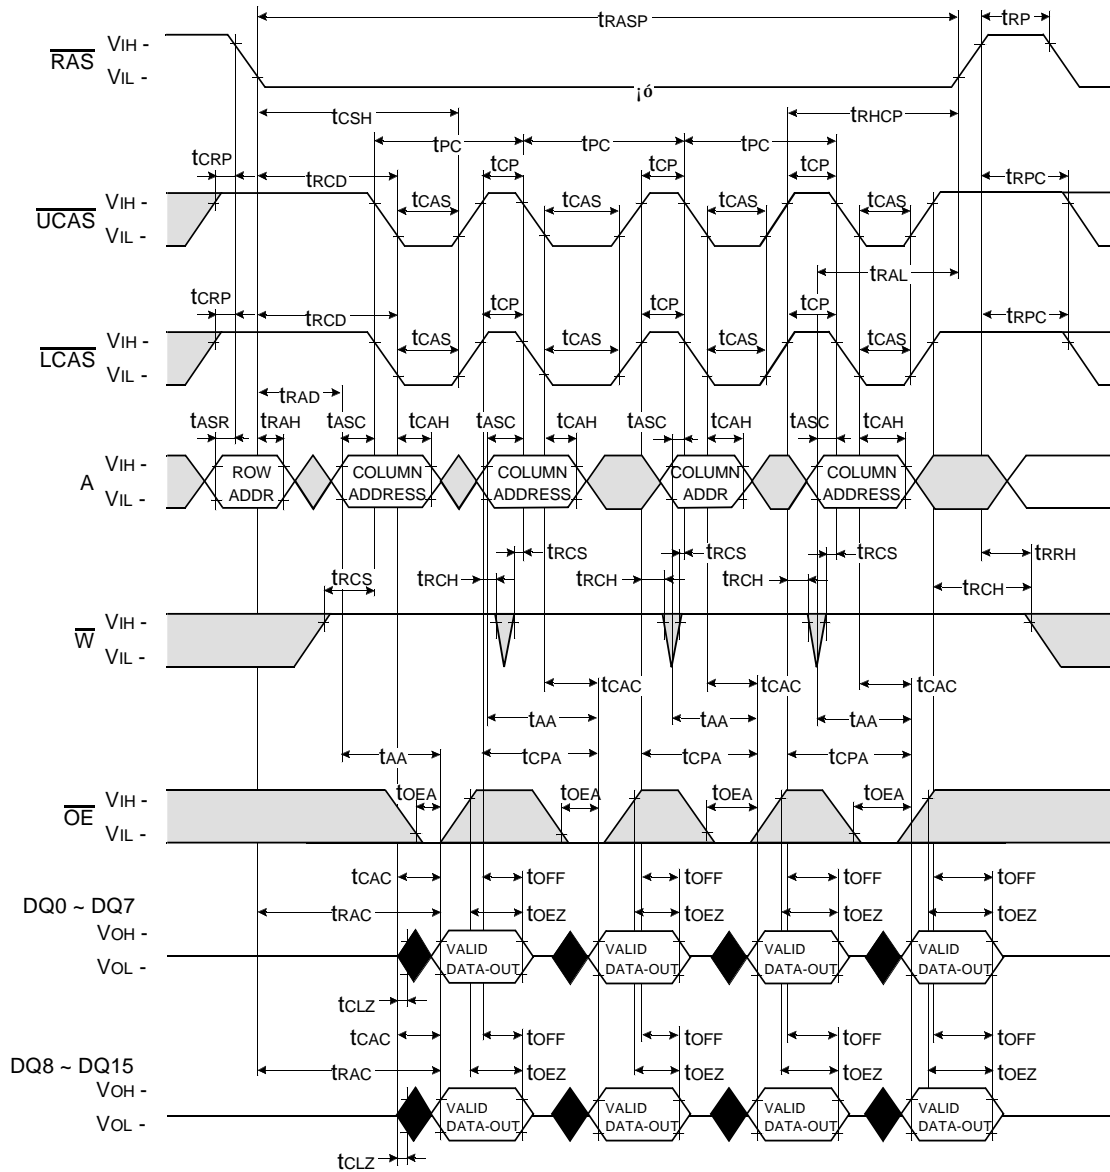 tRASP tRP
RAS VIH -
VIL -
¡ó
tCSH tRHCP
tPC tPC tPC
tCRP tRCD tCP tCP tCP tRPC
UCAS VIH -
VIL -
tCAS tCAS tCAS tCAS
tRAL
tCRP tRCD tCP tCP tCP tRPC
LCAS VIH -
VIL -
tCAS tCAS tCAS tCAS
tRAD
tASR tRAH tASC tCAH tASC tCAH tASC tCAH tASC tCAH
A VIH -
VIL -
ROW ADDR
COLUMN ADDRESS
COLUMN ADDRESS
COLUMN ADDR
COLUMN ADDRESS
tRCS tRCS tRCS tRRH
tRCS tRCH tRCH tRCH tRCH
W VIH -
VIL -
tCAC tCAC tCAC
tAA tAA tAA
tAA tCPA tCPA tCPA
OE VIH -
VIL -
tOEA tOEA tOEA tOEA
tCAC tOFF tOFF tOFF tOFF
DQ0 ~ DQ7
tRAC tOEZ tOEZ tOEZ tOEZ
VOH -
VOL -
VALID DATA-OUT
VALID DATA-OUT
VALID DATA-OUT
VALID DATA-OUT
tCLZ
tCAC tOFF tOFF tOFF tOFF
DQ8 ~ DQ15
tRAC tOEZ tOEZ tOEZ tOEZ
VOH -
VOL -
VALID DATA-OUT
VALID DATA-OUT
VALID DATA-OUT
VALID DATA-OUT
tCLZ